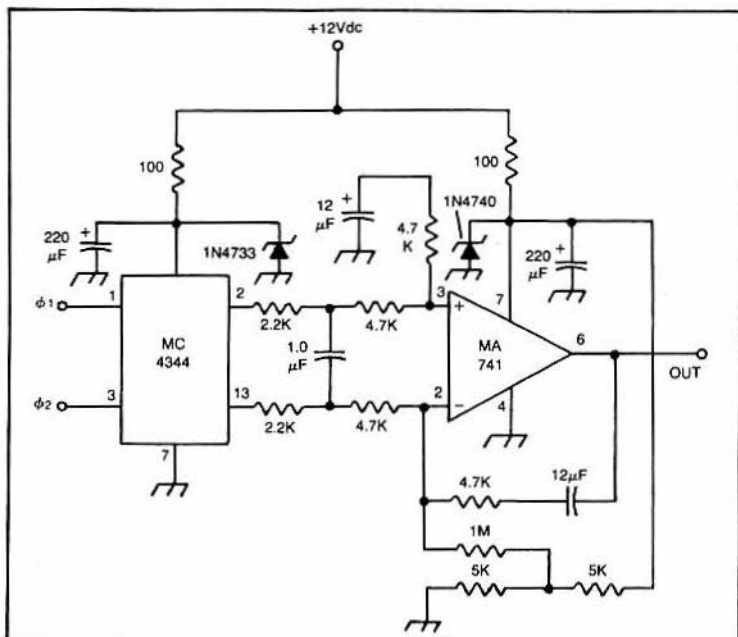 +12Vdc
100
100
12 +
µF
1N4740
4.7
K
220 +
µF
1N4733
220 +
µF
ϕ1
1
2
2.2K
4.7K
3
+
7
MC
4344
1.0
µF
MA
741
6
OUT
ϕ2
3
13
2.2K
4.7K
2
−
4
7
4.7K
12µF
1M
5K
5K